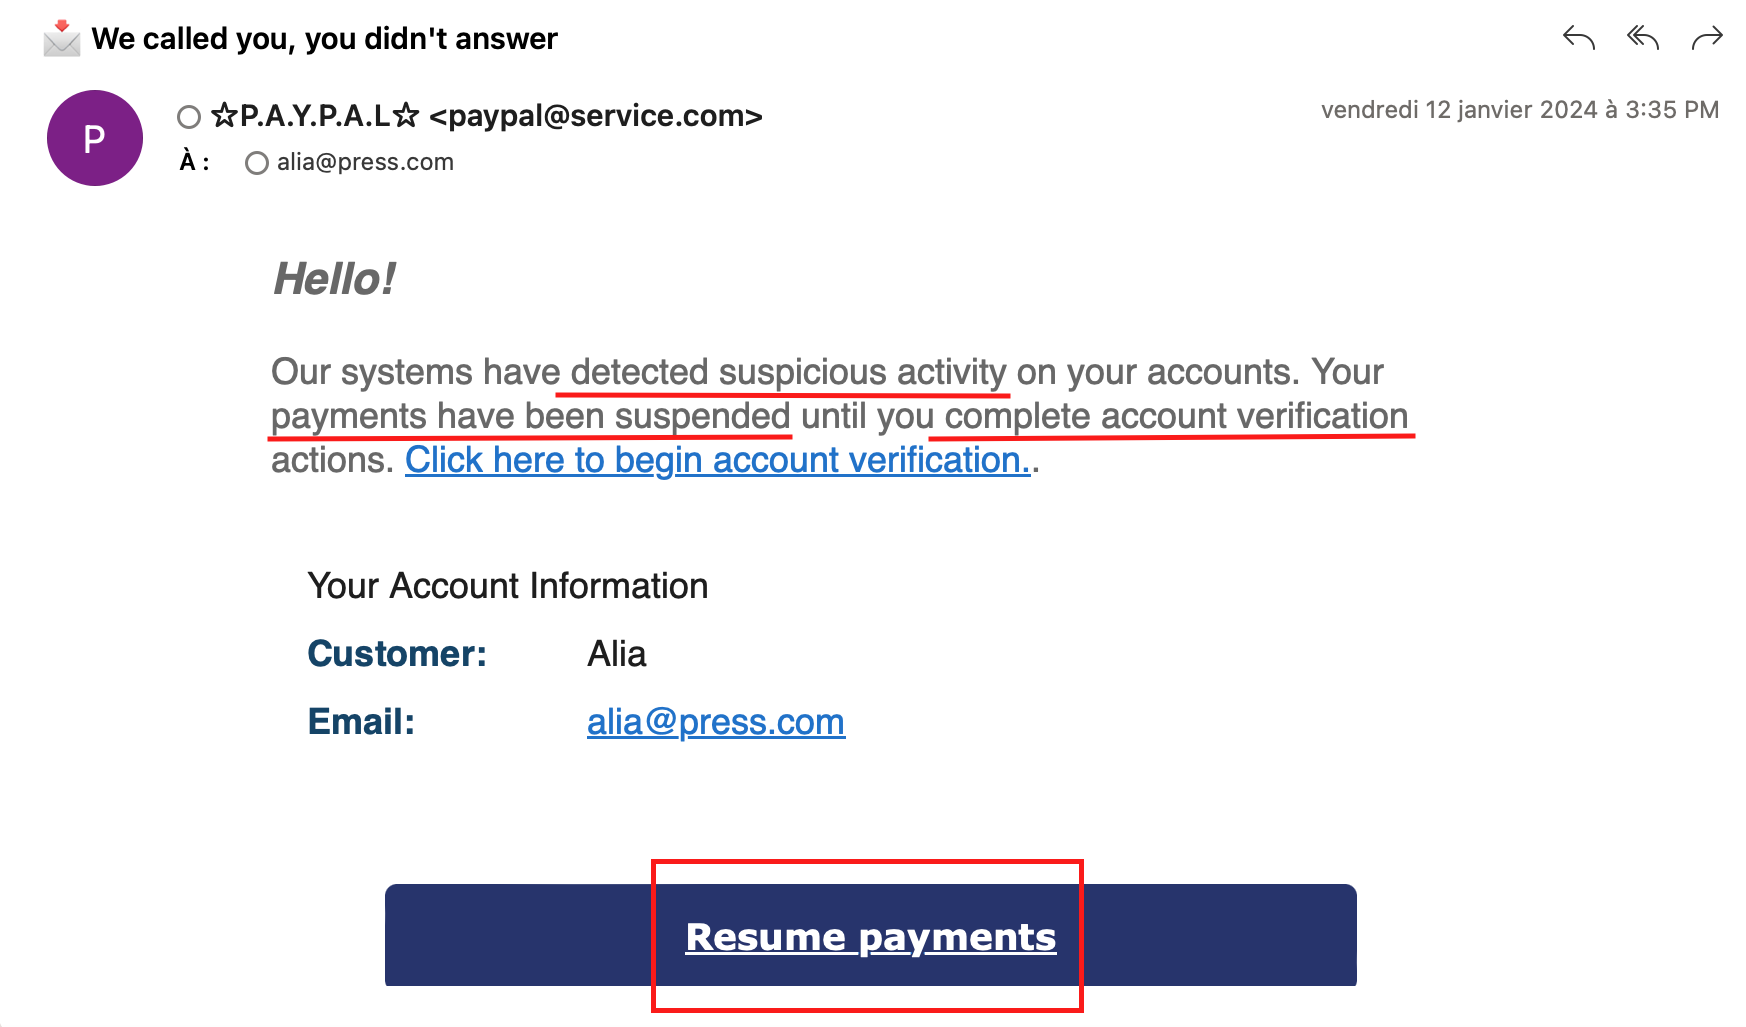 We called you, you didn't answer
☆P.A.Y.P.A.L☆ <paypal@service.com>
vendredi 12 janvier 2024 à 3:35 PM
P
À : alia@press.com
Hello!
Our systems have detected suspicious activity on your accounts. Your
payments have been suspended until you complete account verification
actions. Click here to begin account verification..
Your Account Information
Customer: Alia
Email: alia@press.com
Resume payments